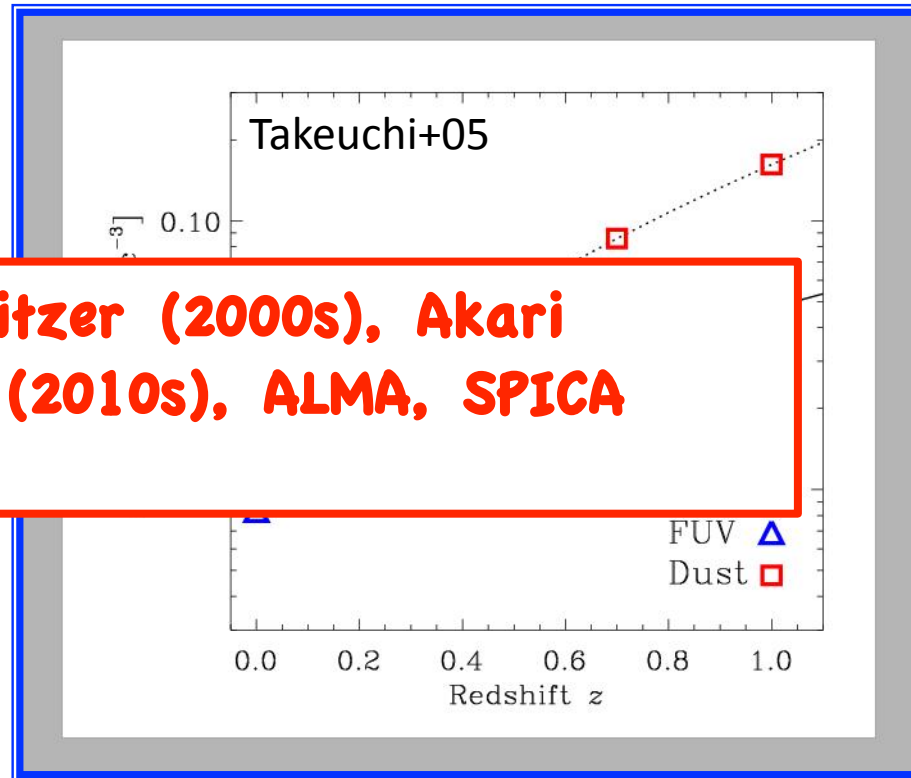 Takeuchi+05
0.10
(2000s), Akari
(2010s), ALMA, SPICA
FUV
Dust
0.0 0.2 0.4 0.6 0.8 1.0
Redshift z